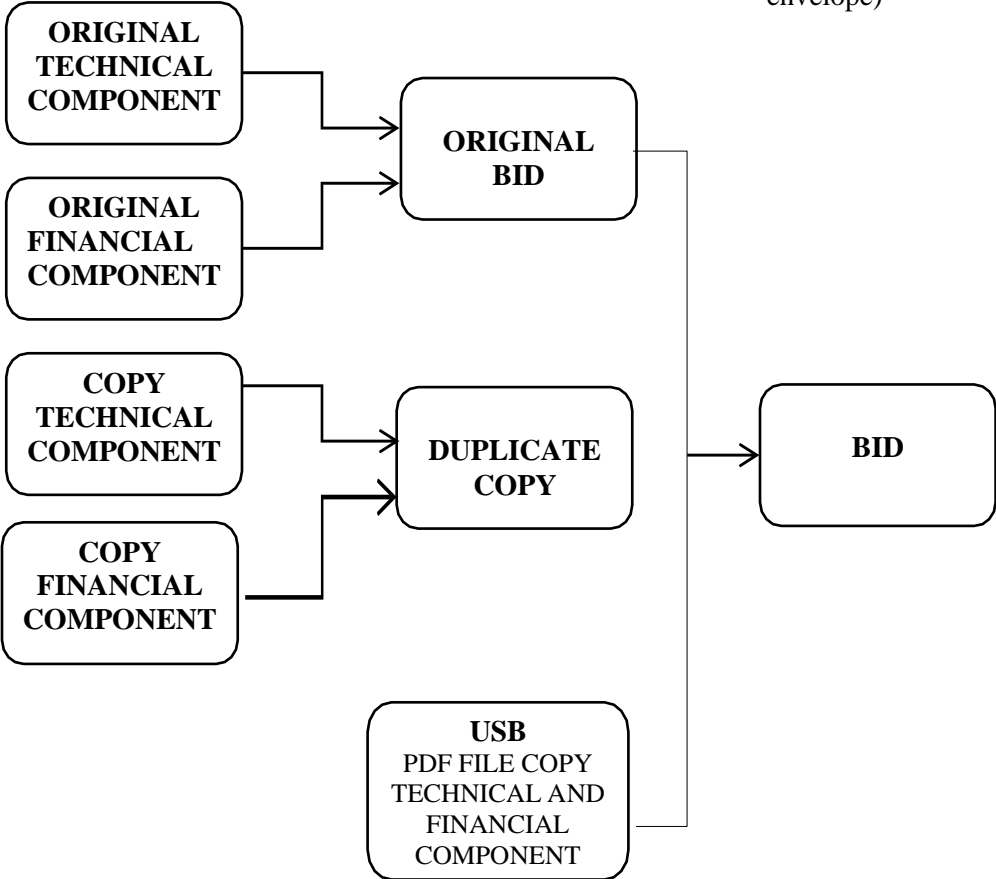 envelope)
ORIGINAL
TECHNICAL
COMPONENT
ORIGINAL
BID
ORIGINAL
FINANCIAL
COMPONENT
COPY
TECHNICAL
COMPONENT
DUPLICATE
COPY
BID
COPY
FINANCIAL
COMPONENT
USB
PDF FILE COPY
TECHNICAL AND
FINANCIAL
COMPONENT